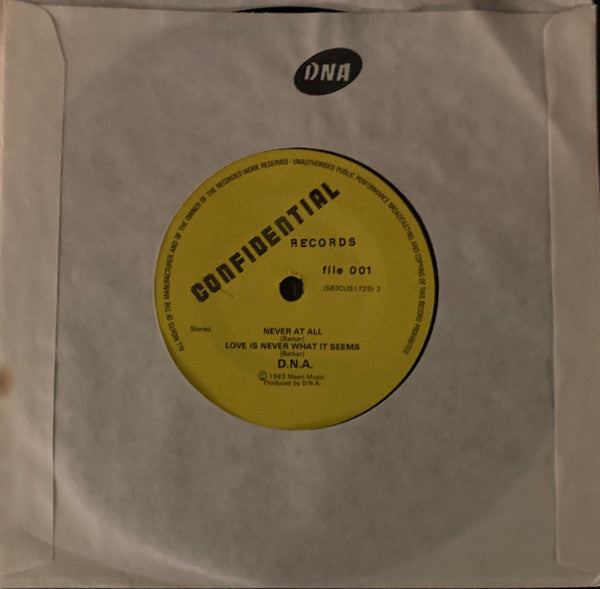 DNA
ALL RIGHTS OF THE MANUFACTURER AND OF THE OWNER OF THE RECORDED WORK RESERVED · UNAUTHORISED PUBLIC PERFORMANCE BROADCASTING AND COPYING OF THIS RECORD PROHIBITED
CONFIDENTIAL
RECORDS
file 001
(SB3CUS1725) 2
Stereo
NEVER AT ALL
(Barker)
LOVE IS NEVER WHAT IT SEEMS
(Barker)
D.N.A.
© 1983 Maori Music
Produced by D.N.A.